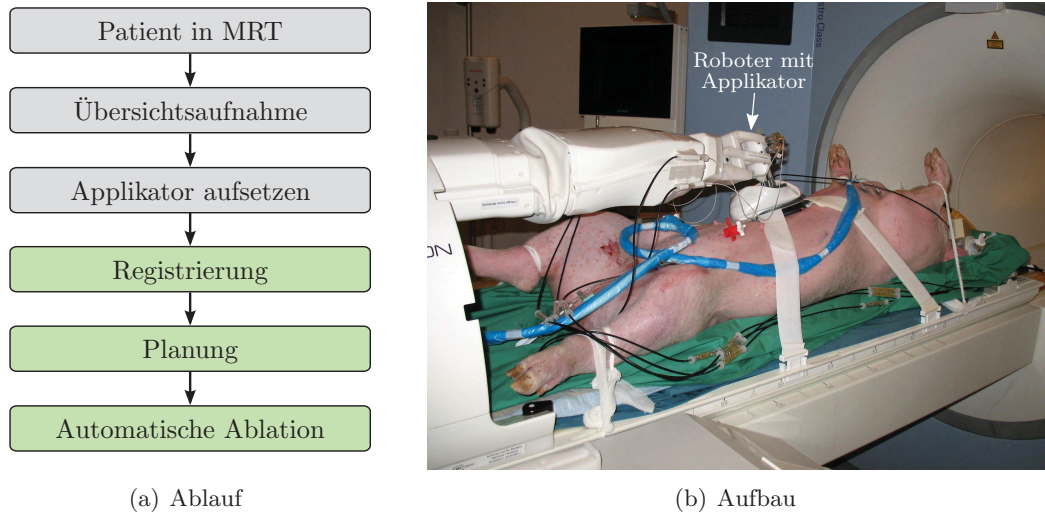 Patient in MRT
Übersichtsaufnahme
Applikator aufsetzen
Registrierung
Planung
Automatische Ablation
(a) Ablauf
Roboter mit
Applikator
ON
(b) Aufbau